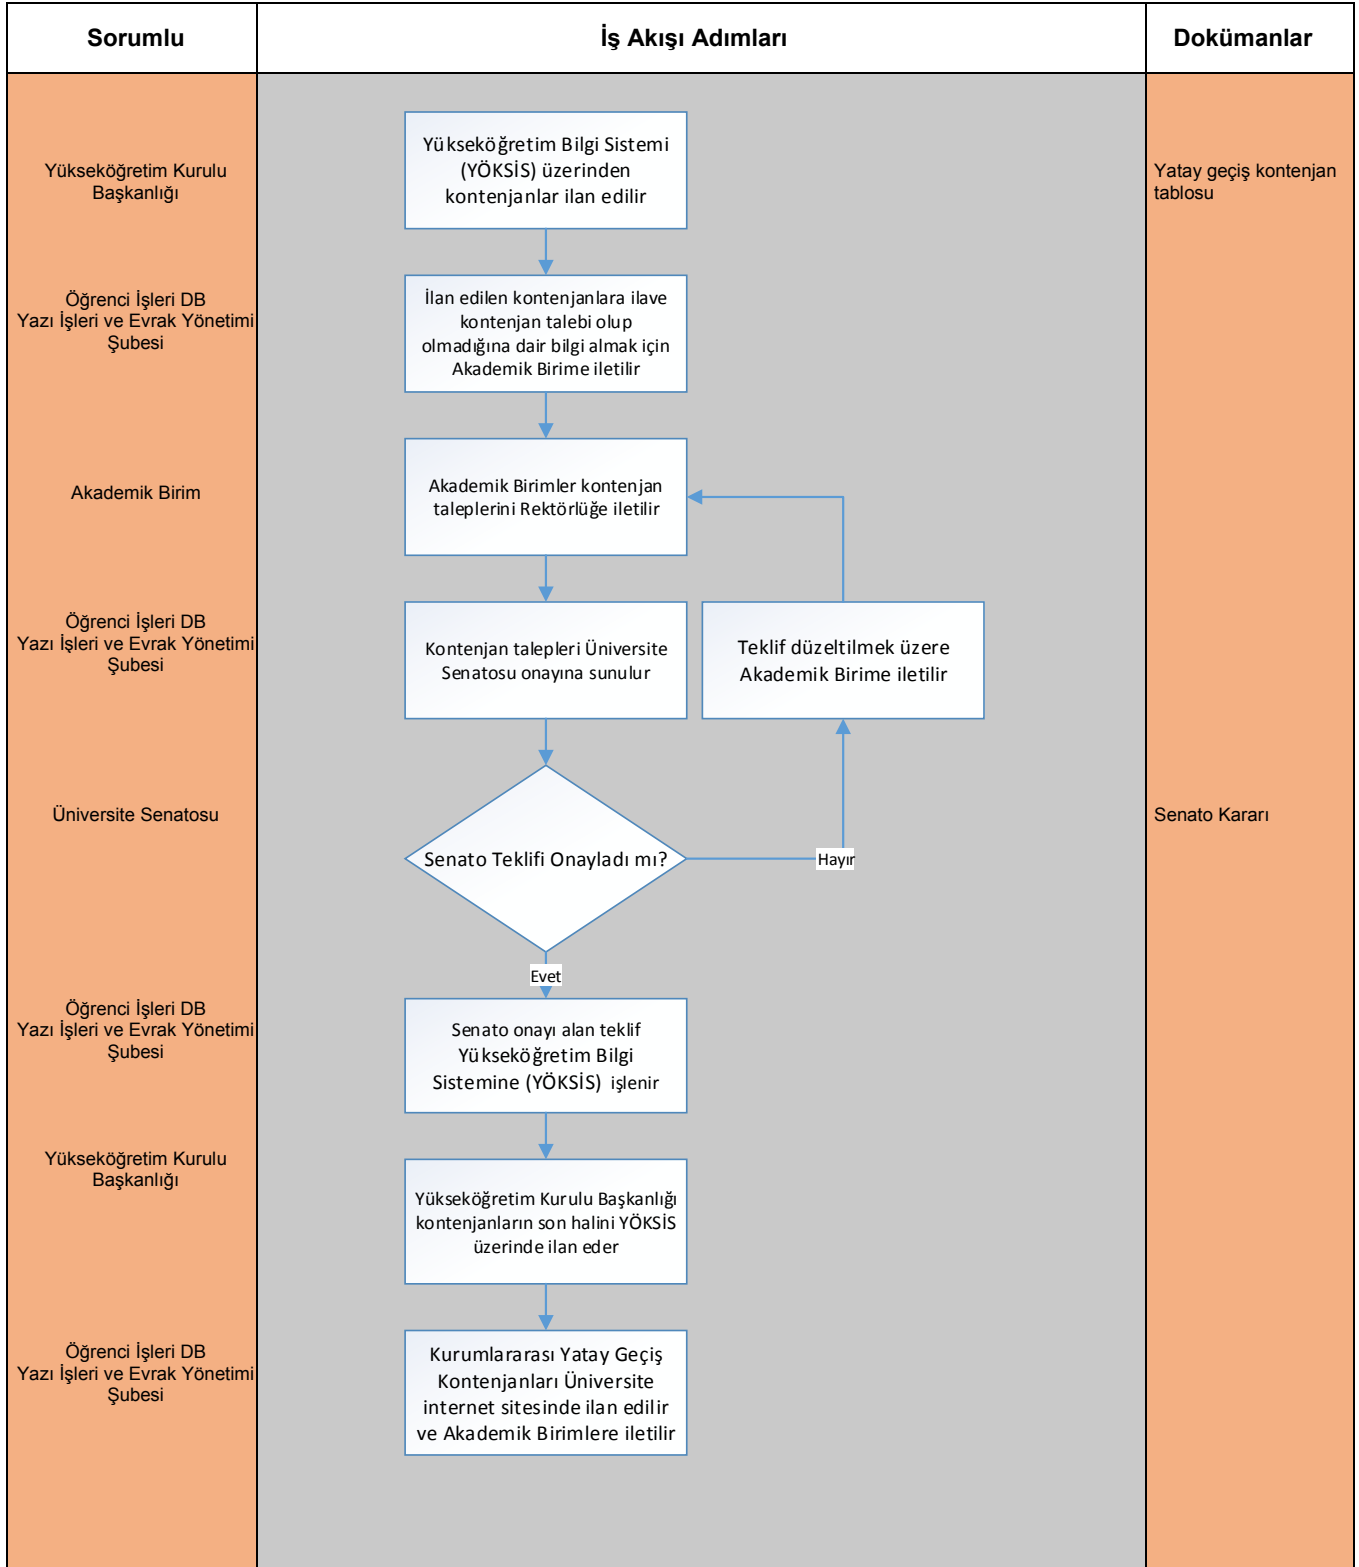 Sorumlu
İş Akışı Adımları
Dokümanlar
Yükseköğretim Kurulu
Başkanlığı
Yükseköğretim Bilgi Sistemi
(YÖKSİS) üzerinden
kontenjanlar ilan edilir
Yatay geçiş kontenjan
tablosu
Öğrenci İşleri DB
Yazı İşleri ve Evrak Yönetimi
Şubesi
İlan edilen kontenjanlara ilave
kontenjan talebi olup
olmadığına dair bilgi almak için
Akademik Birime iletilir
Akademik Birim
Akademik Birimler kontenjan
taleplerini Rektörlüğe iletilir
Öğrenci İşleri DB
Yazı İşleri ve Evrak Yönetimi
Şubesi
Kontenjan talepleri Üniversite
Senatosu onayına sunulur
Teklif düzeltilmek üzere
Akademik Birime iletilir
Üniversite Senatosu
Senato Teklifi Onayladı mı?
Hayır
Senato Kararı
Evet
Öğrenci İşleri DB
Yazı İşleri ve Evrak Yönetimi
Şubesi
Senato onayı alan teklif
Yükseköğretim Bilgi
Sistemine (YÖKSİS) işlenir
Yükseköğretim Kurulu
Başkanlığı
Yükseköğretim Kurulu Başkanlığı
kontenjanların son halini YÖKSİS
üzerinde ilan eder
Öğrenci İşleri DB
Yazı İşleri ve Evrak Yönetimi
Şubesi
Kurumlararası Yatay Geçiş
Kontenjanları Üniversite
internet sitesinde ilan edilir
ve Akademik Birimlere iletilir